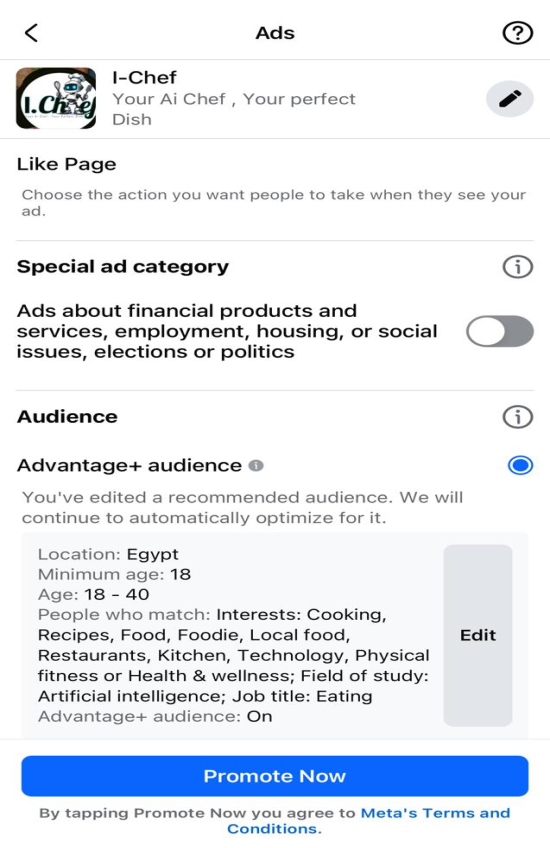 Ads
I-Chef
Your Ai Chef , Your perfect
Dish
I.Chef
Like Page
Choose the action you want people to take when they see your
ad.
Special ad category
Ads about financial products and
services, employment, housing, or social
issues, elections or politics
Audience
Advantage+ audience
You've edited a recommended audience. We will
continue to automatically optimize for it.
Location: Egypt
Minimum age: 18
Age: 18 - 40
People who match: Interests: Cooking,
Recipes, Food, Foodie, Local food,
Restaurants, Kitchen, Technology, Physical
fitness or Health & wellness; Field of study:
Artificial intelligence; Job title: Eating
Advantage+ audience: On
Edit
Promote Now
By tapping Promote Now you agree to Meta's Terms and
Conditions.